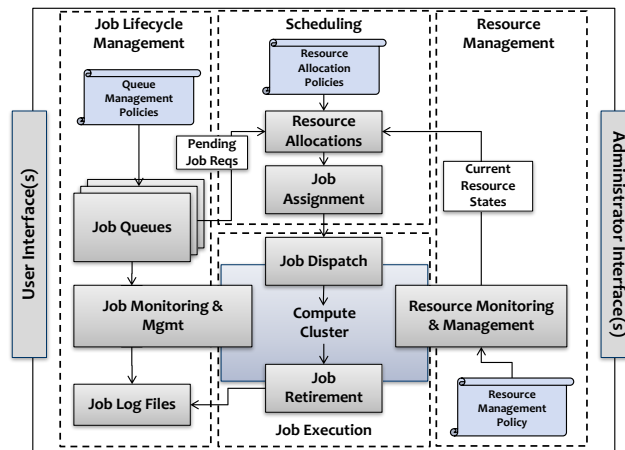 Job Lifecycle
Management
Scheduling
Resource
Management
Queue
Management
Policies
Resource
Allocation
Policies
Pending
Job Reqs
Resource
Allocations
Current
Resource
States
Job
Assignment
Job Queues
User Interface(s)
Administrator Interface(s)
Job Dispatch
Job Monitoring &
Mgmt
Compute
Cluster
Resource Monitoring
& Management
Job Log Files
Job
Retirement
Resource
Management
Policy
Job Execution